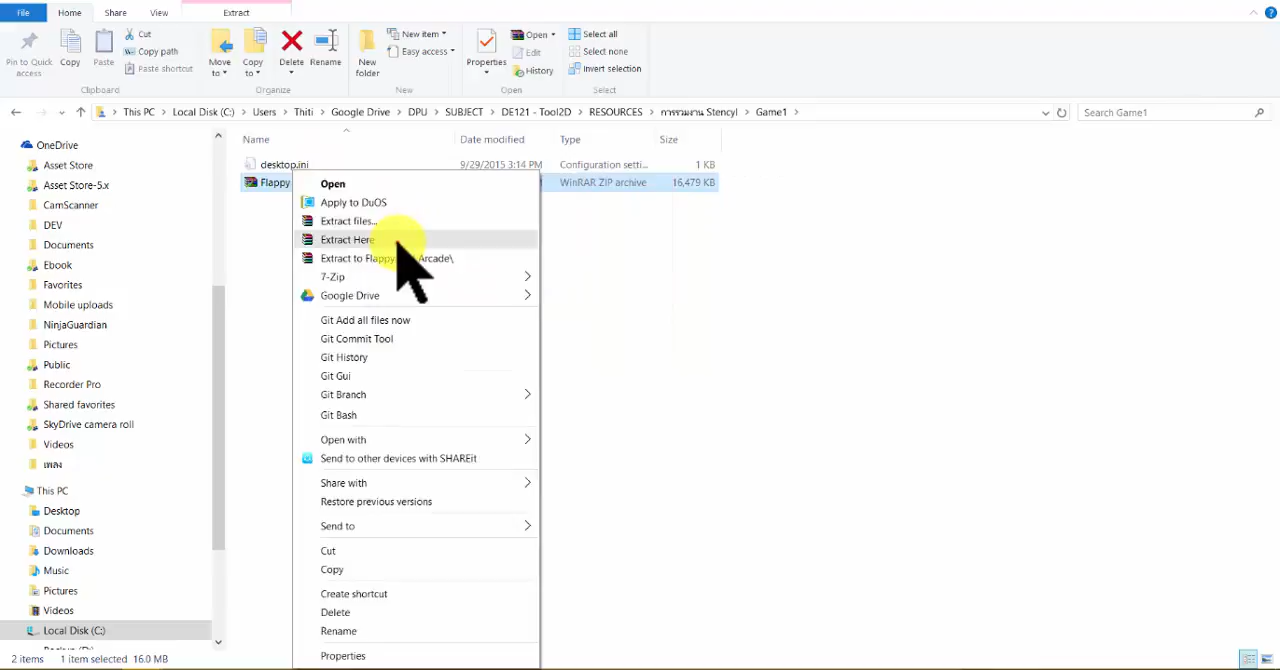 File Home Share View Extract
Pin to Quick access
Copy
Paste
Cut
Copy path
Paste shortcut
Clipboard
Move to
Copy to
Delete
Rename
Organize
New folder
New item
Easy access
New
Properties
Open
Edit
History
Open
Select all
Select none
Invert selection
Select
This PC > Local Disk (C:) > Users > Thiti > Google Drive > DPU > SUBJECT > DE121 - Tool2D > RESOURCES > การรวมงาน Stencyl > Game1 >
Search Game1
OneDrive
Asset Store
Asset Store-5.x
CamScanner
DEV
Documents
Ebook
Favorites
Mobile uploads
NinjaGuardian
Pictures
Public
Recorder Pro
Shared favorites
SkyDrive camera roll
Videos
เพลง
This PC
Desktop
Documents
Downloads
Music
Pictures
Videos
Local Disk (C:)
Name Date modified Type Size
desktop.ini 9/29/2015 3:14 PM Configuration setti... 1 KB
Flappy WinRAR ZIP archive 16,479 KB
Open
Apply to DuOS
Extract files...
Extract Here
Extract to Flappy Arcade\
7-Zip
Google Drive
Git Add all files now
Git Commit Tool
Git History
Git Gui
Git Branch
Git Bash
Open with
Send to other devices with SHAREit
Share with
Restore previous versions
Send to
Cut
Copy
Create shortcut
Delete
Rename
Properties
2 items 1 item selected 16.0 MB